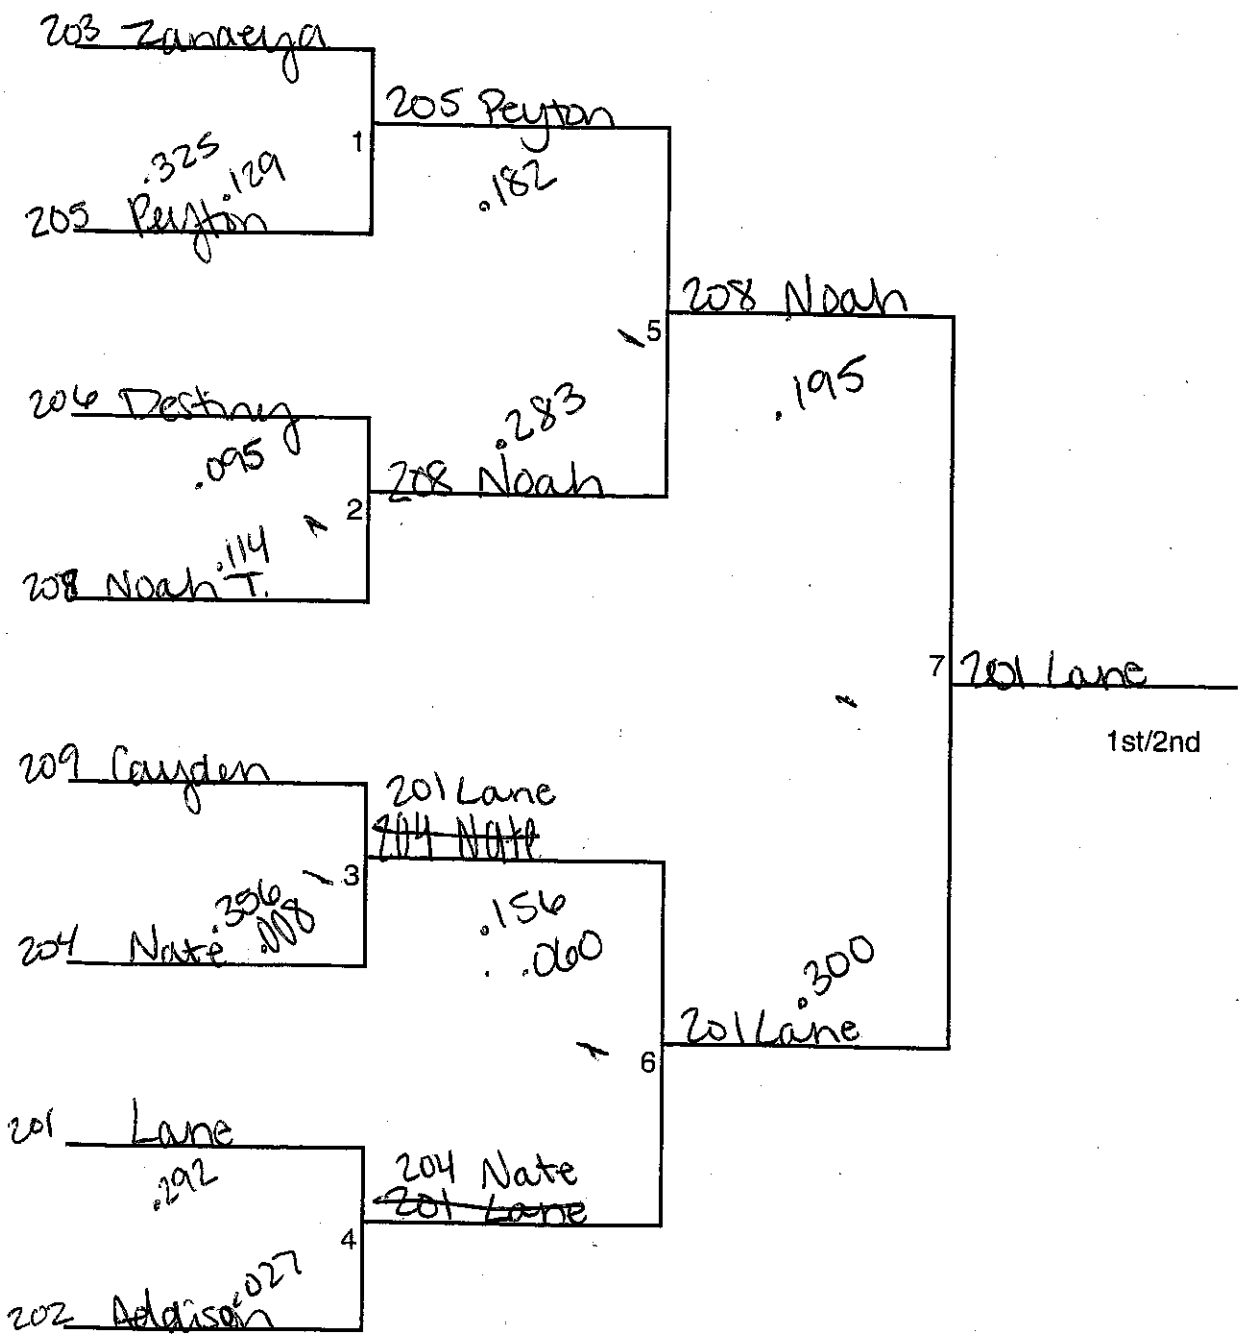 203 Zanaeya
205 Peyton
1
.325
.129
.182
205 Peyton
208 Noah
5
206 Destiny
.283
.195
.095
208 Noah
2
.114
208 Noah T.
7
201 Lane
1st/2nd
209 Cayden
201 Lane
204 Nate
3
.356
.008
.156
204 Nate
.060
.300
201 Lane
6
201 Lane
204 Nate
.292
201 Lane
4
.027
202 Addison